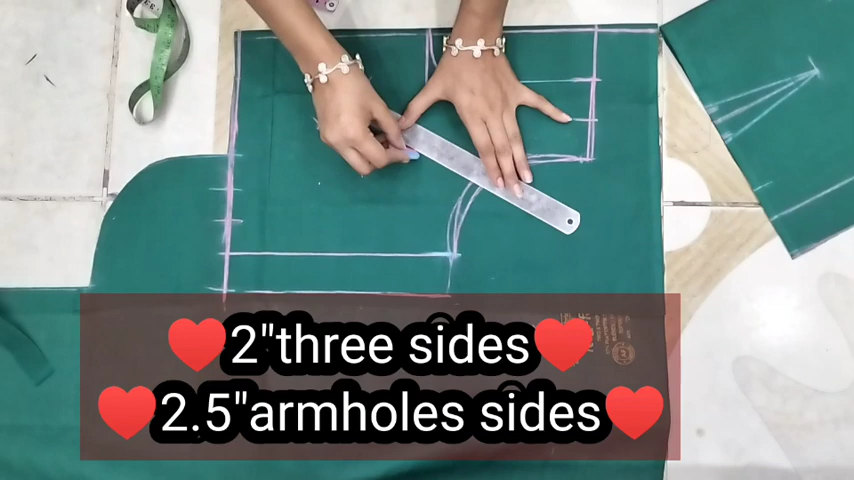 ♥️2"three sides♥️
♥️2.5"armholes sides♥️